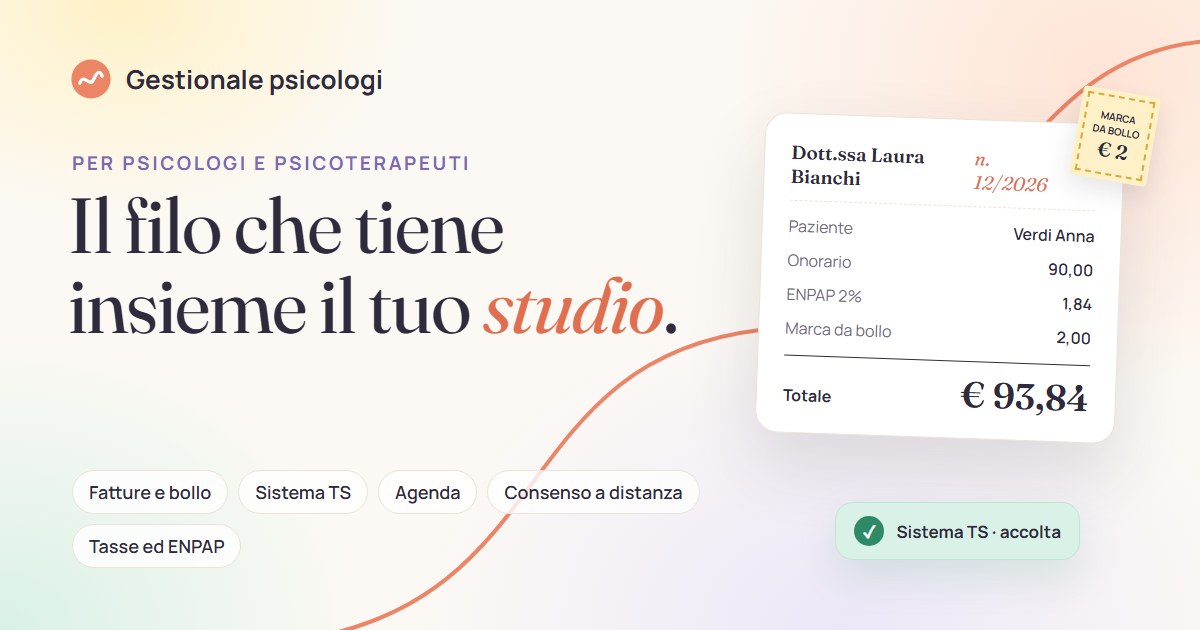 Gestionale psicologi
PER PSICOLOGI E PSICOTERAPEUTI
Il filo che tiene
insieme il tuo studio.
Fatture e bollo
Sistema TS
Agenda
Consenso a distanza
Tasse ed ENPAP
MARCA
DA BOLLO
€ 2
Dott.ssa Laura
Bianchi
n.
12/2026
Paziente Verdi Anna
Onorario 90,00
ENPAP 2% 1,84
Marca da bollo 2,00
Totale € 93,84
Sistema TS · accolta